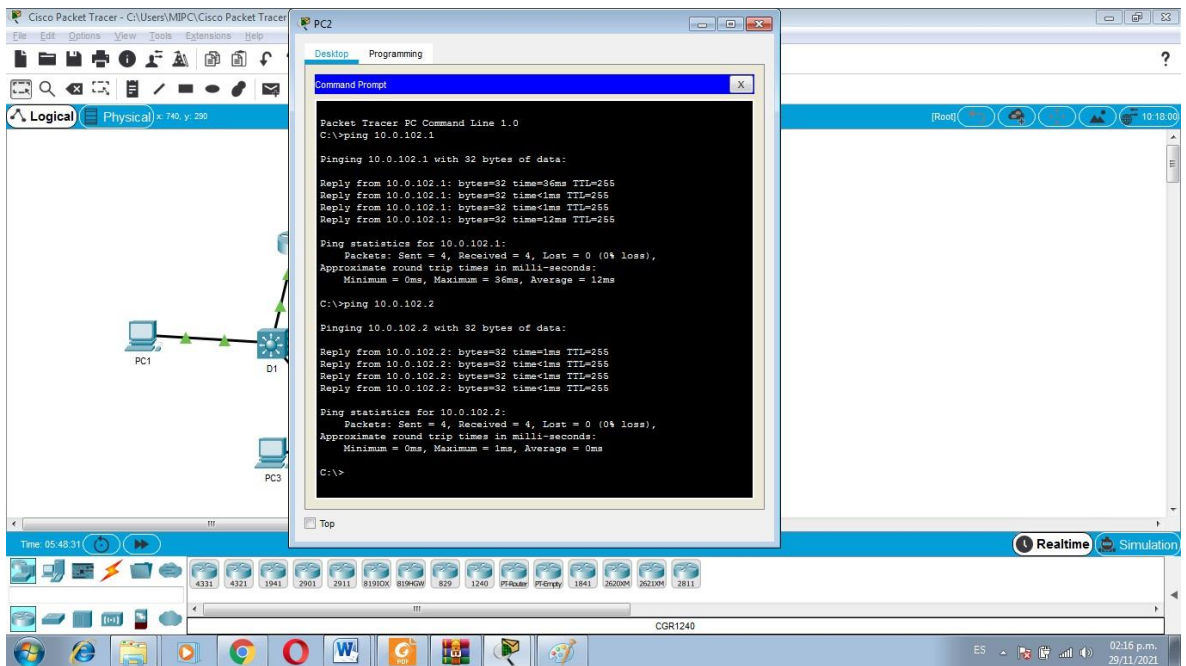 Cisco Packet Tracer - C:\Users\MIPC\Cisco Packet Tracer
File Edit Options View Tools Extensions Help
?
Logical
Physical x: 740, y: 290
[Root]
10:18:00
PC1
D1
PC3
PC2
Desktop Programming
Command Prompt X
Packet Tracer PC Command Line 1.0
C:\>ping 10.0.102.1
Pinging 10.0.102.1 with 32 bytes of data:
Reply from 10.0.102.1: bytes=32 time=36ms TTL=255
Reply from 10.0.102.1: bytes=32 time<1ms TTL=255
Reply from 10.0.102.1: bytes=32 time<1ms TTL=255
Reply from 10.0.102.1: bytes=32 time=12ms TTL=255
Ping statistics for 10.0.102.1:
Packets: Sent = 4, Received = 4, Lost = 0 (0% loss),
Approximate round trip times in milli-seconds:
Minimum = 0ms, Maximum = 36ms, Average = 12ms
C:\>ping 10.0.102.2
Pinging 10.0.102.2 with 32 bytes of data:
Reply from 10.0.102.2: bytes=32 time=1ms TTL=255
Reply from 10.0.102.2: bytes=32 time<1ms TTL=255
Reply from 10.0.102.2: bytes=32 time<1ms TTL=255
Reply from 10.0.102.2: bytes=32 time<1ms TTL=255
Ping statistics for 10.0.102.2:
Packets: Sent = 4, Received = 4, Lost = 0 (0% loss),
Approximate round trip times in milli-seconds:
Minimum = 0ms, Maximum = 1ms, Average = 0ms
C:\>
Top
Time: 05:48:31
Realtime Simulation
4331 4321 1941 2901 2911 819IOX 819HGW 829 1240 PT-Router PT-Empty 1841 2620XM 2621XM 2811
CGR1240
ES
02:16 p.m.
29/11/2021